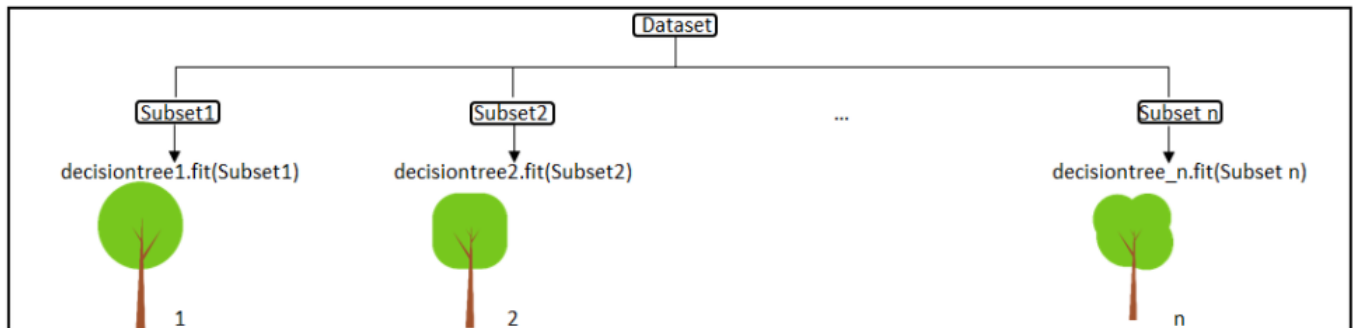 Dataset
Subset1 Subset2 ... Subset n
decisiontree1.fit(Subset1) decisiontree2.fit(Subset2) decisiontree_n.fit(Subset n)
1 2 n